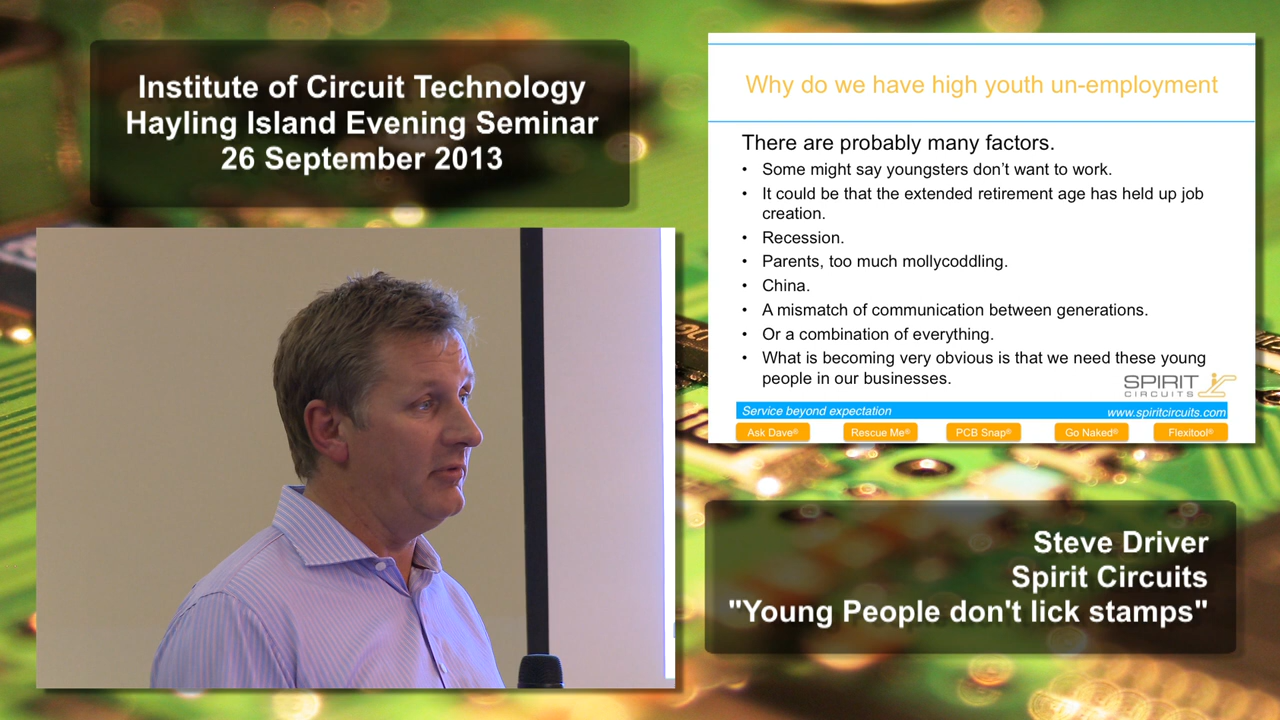 Institute of Circuit Technology
Hayling Island Evening Seminar
26 September 2013
Why do we have high youth un-employment
There are probably many factors.
• Some might say youngsters don't want to work.
• It could be that the extended retirement age has held up job
creation.
• Recession.
• Parents, too much mollycoddling.
• China.
• A mismatch of communication between generations.
• Or a combination of everything.
• What is becoming very obvious is that we need these young
people in our businesses.
SPIRIT
CIRCUITS
Service beyond expectation
www.spiritcircuits.com
Ask Dave®
Rescue Me®
PCB Snap®
Go Naked®
Flexitool®
Steve Driver
Spirit Circuits
"Young People don't lick stamps"